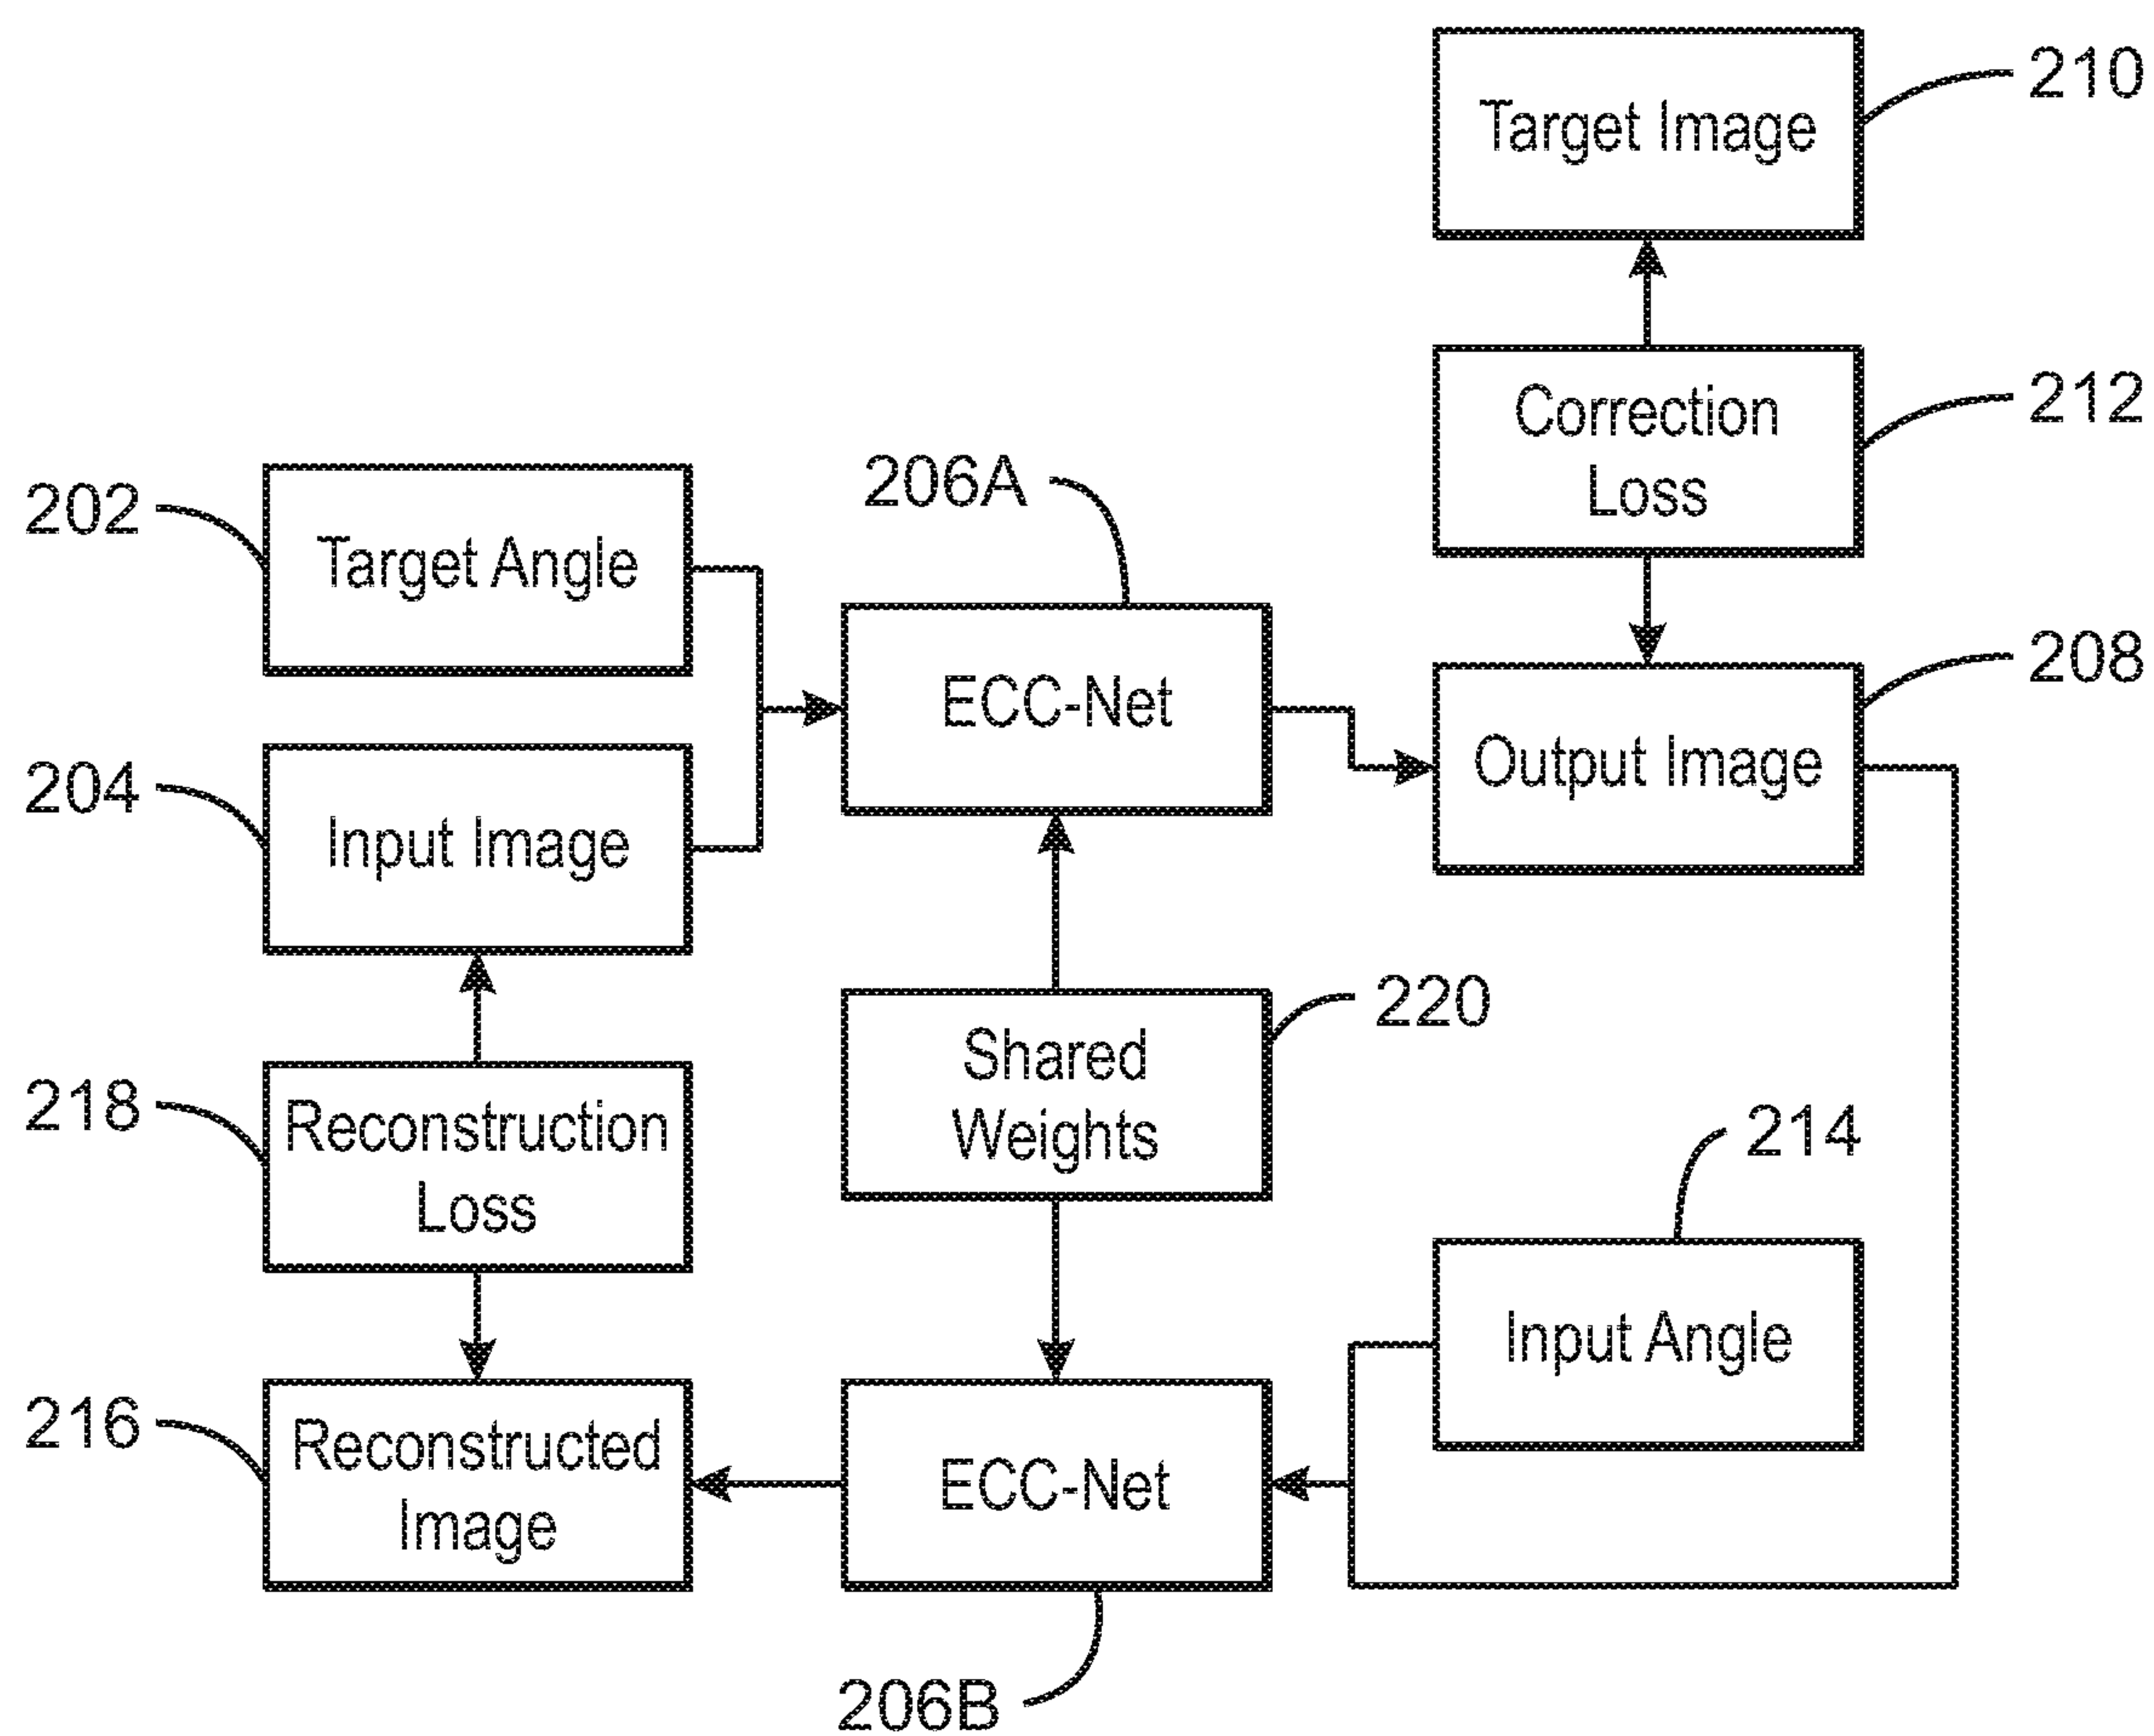 Target Image
210
Correction
Loss
212
202
Target Angle
206A
ECC-Net
208
Output Image
204
Input Image
220
Shared
Weights
218
Reconstruction
Loss
214
Input Angle
216
Reconstructed
Image
ECC-Net
206B